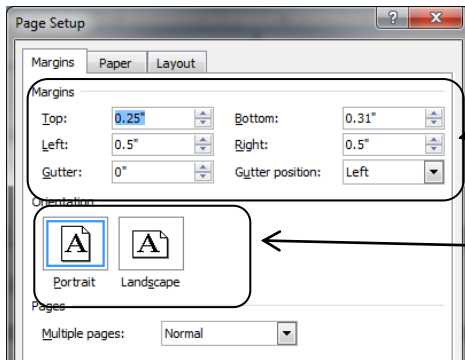 Page Setup
Margins Paper Layout
Margins
Top: 0.25" Bottom: 0.31"
Left: 0.5" Right: 0.5"
Gutter: 0" Gutter position: Left
Orientation
A A
Portrait Landscape
Pages
Multiple pages: Normal